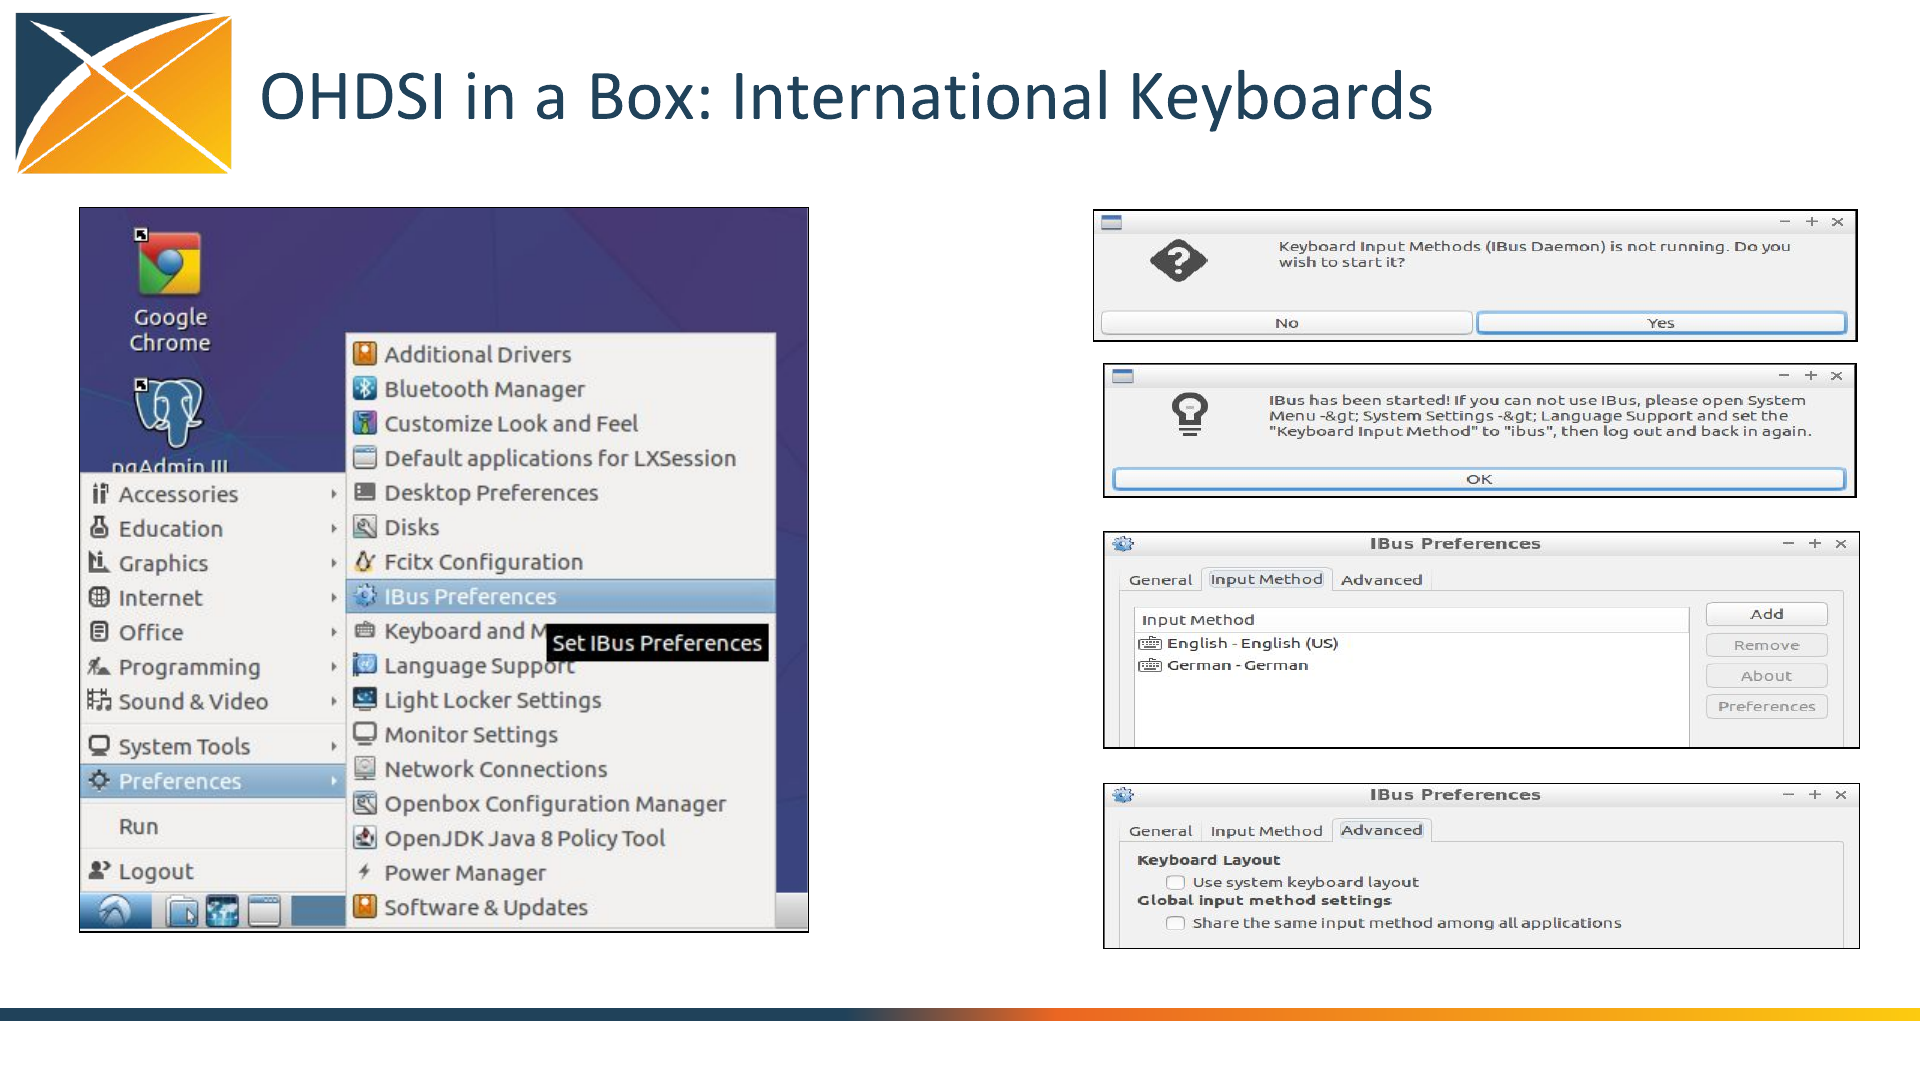 OHDSI in a Box: International Keyboards
Google
Chrome
pgAdmin III
Accessories
Education
Graphics
Internet
Office
Programming
Sound & Video
System Tools
Preferences
Run
Logout
Additional Drivers
Bluetooth Manager
Customize Look and Feel
Default applications for LXSession
Desktop Preferences
Disks
Fcitx Configuration
IBus Preferences
Keyboard and M
Set IBus Preferences
Language Support
Light Locker Settings
Monitor Settings
Network Connections
Openbox Configuration Manager
OpenJDK Java 8 Policy Tool
Power Manager
Software & Updates
Keyboard Input Methods (IBus Daemon) is not running. Do you
wish to start it?
No
Yes
IBus has been started! If you can not use IBus, please open System
Menu -&gt; System Settings -&gt; Language Support and set the
"Keyboard Input Method" to "ibus", then log out and back in again.
OK
IBus Preferences
General Input Method Advanced
Input Method
English - English (US)
German - German
Add
Remove
About
Preferences
IBus Preferences
General Input Method Advanced
Keyboard Layout
Use system keyboard layout
Global input method settings
Share the same input method among all applications